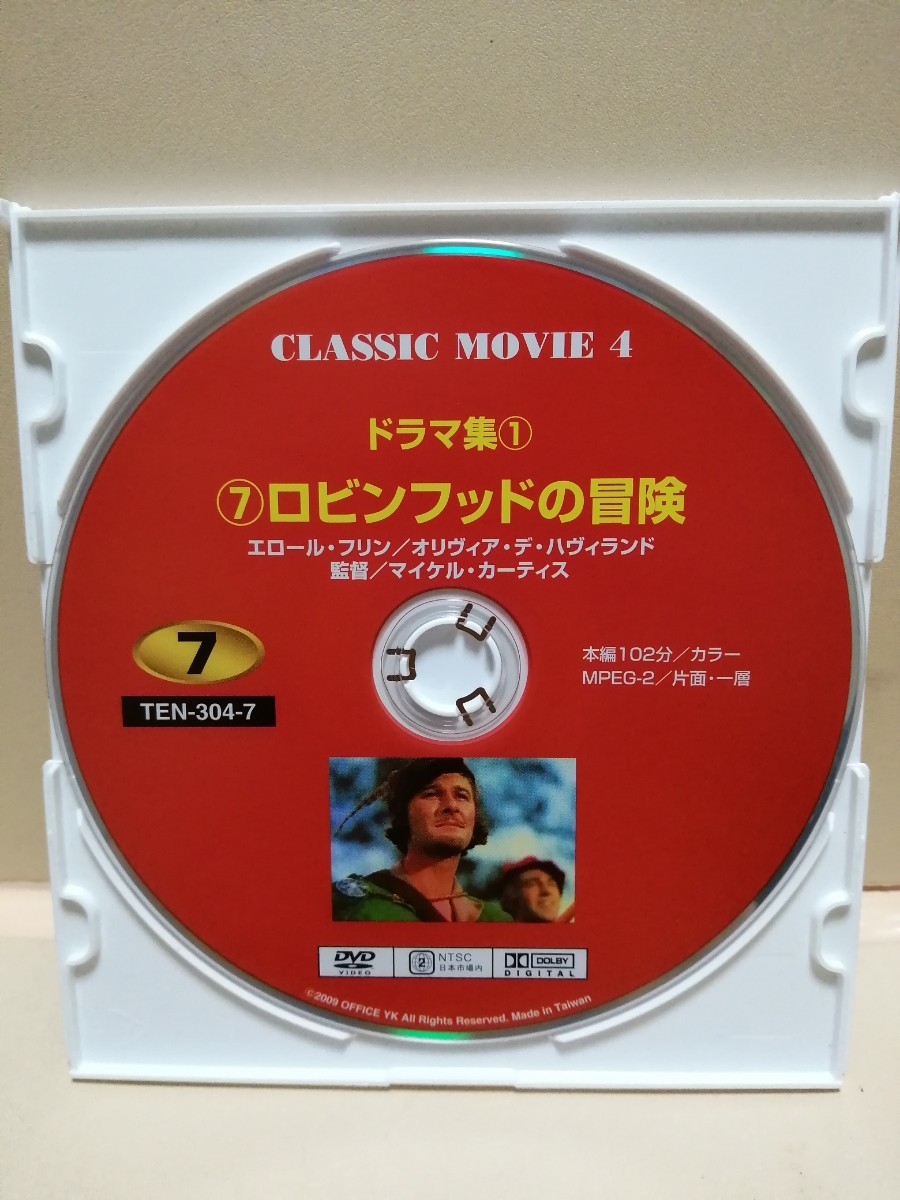 CLASSIC MOVIE 4
ドラマ集①
⑦ロビンフッドの冒険
エロール・フリン／オリヴィア・デ・ハヴィランド
監督／マイケル・カーティス
7
TEN-304-7
本編102分／カラー
MPEG-2／片面・一層
DVD
VIDEO
2
NTSC
日本市場内
DOLBY
DIGITAL
©2009 OFFICE YK All Rights Reserved. Made in Taiwan